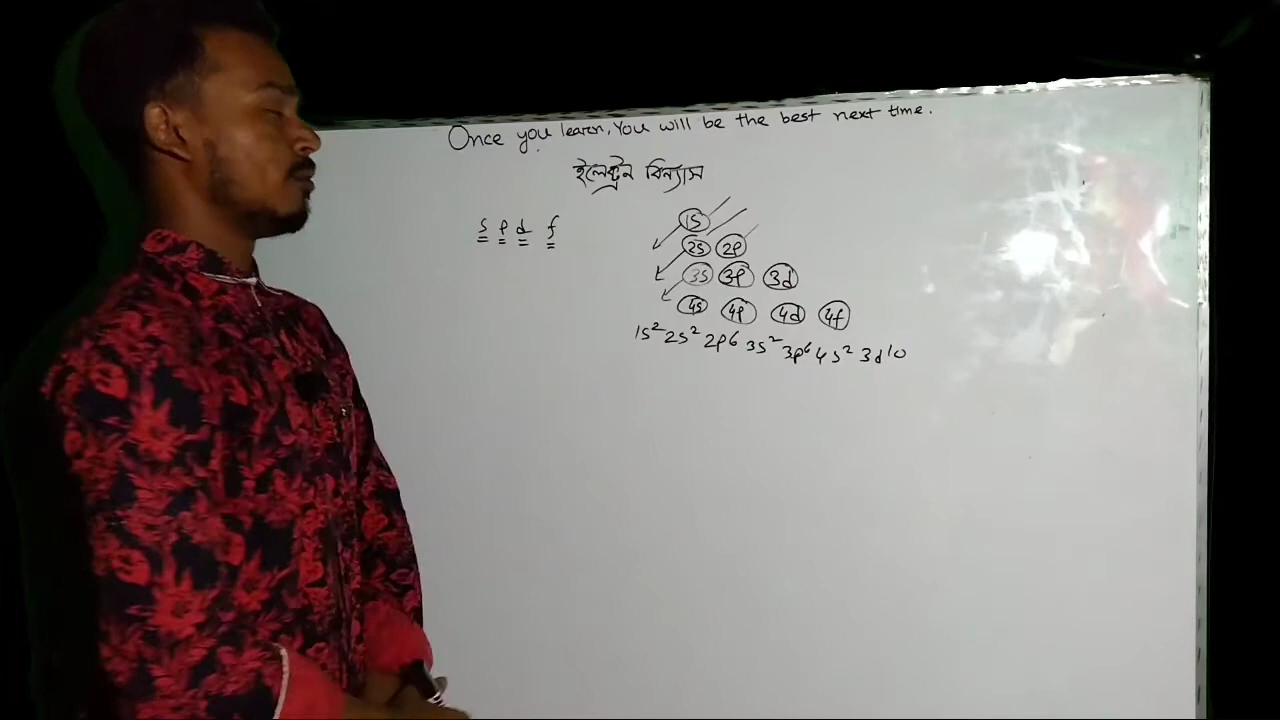 Once you learn, You will be the best next time.
ইলেকট্রন বিন্যাস
s p d f
1s
2s 2p
3s 3p 3d
4s 4p 4d 4f
1s² 2s² 2p⁶ 3s² 3p⁶ 4s² 3d¹⁰